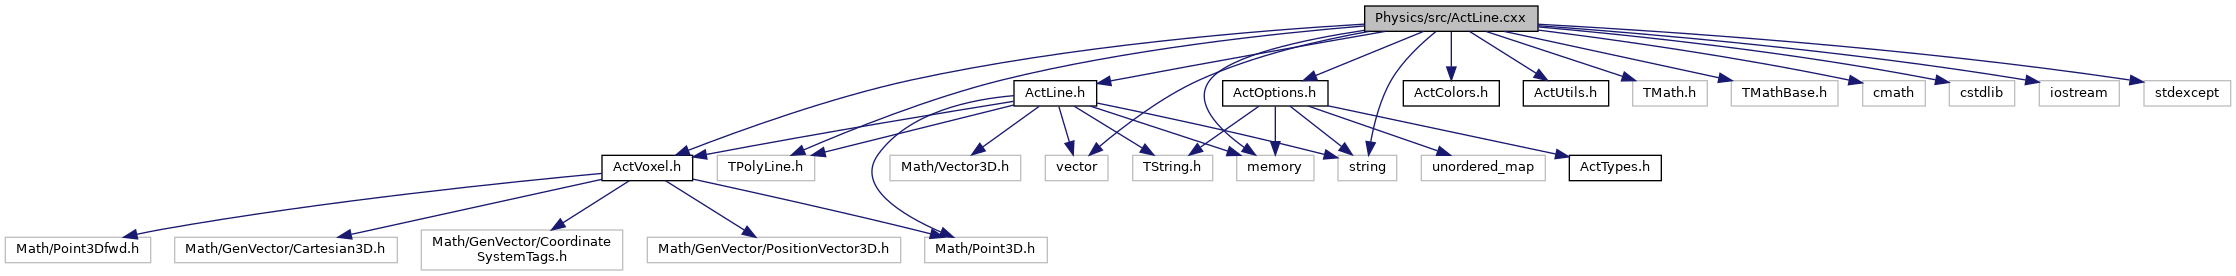 Physics/src/ActLine.cxx
ActLine.h
ActOptions.h
ActColors.h
ActUtils.h
TMath.h
TMathBase.h
cmath
cstdlib
iostream
stdexcept
ActVoxel.h
TPolyLine.h
Math/Vector3D.h
vector
TString.h
memory
string
unordered_map
ActTypes.h
Math/Point3Dfwd.h
Math/GenVector/Cartesian3D.h
Math/GenVector/Coordinate
SystemTags.h
Math/GenVector/PositionVector3D.h
Math/Point3D.h